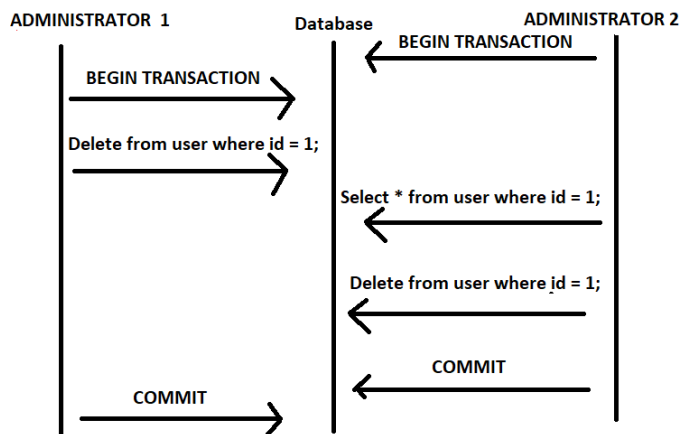 ADMINISTRATOR 1
Database
ADMINISTRATOR 2
BEGIN TRANSACTION
BEGIN TRANSACTION
Delete from user where id = 1;
Select * from user where id = 1;
Delete from user where id = 1;
COMMIT
COMMIT